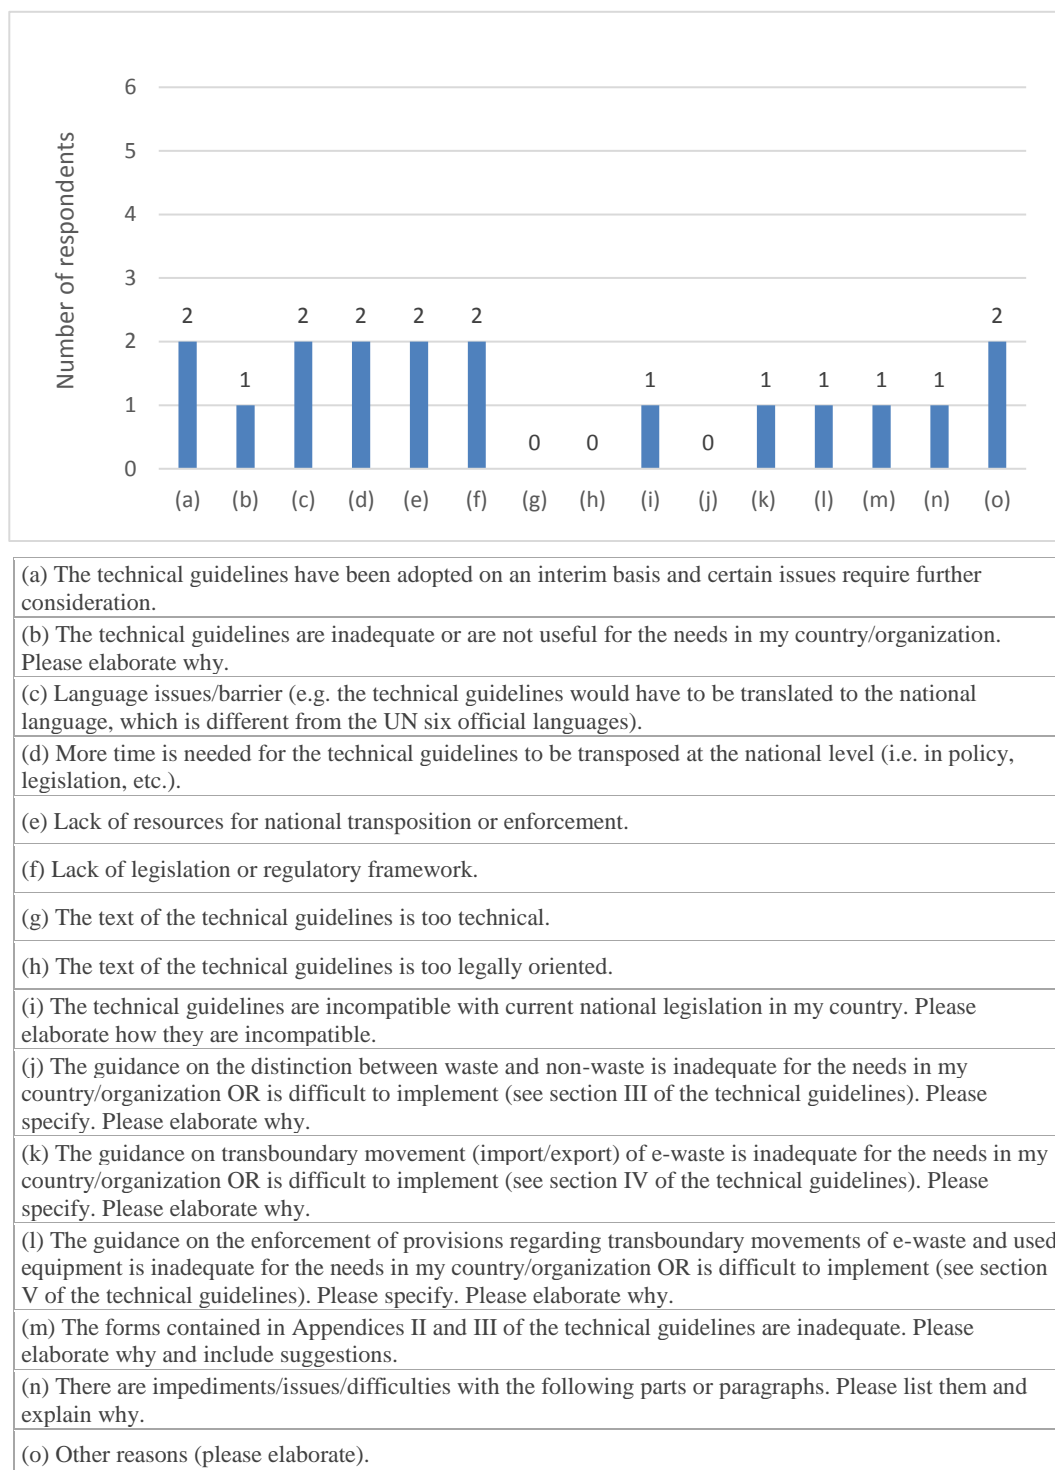 6
5
4
3
2
1
0
Number of respondents
2
1
2
2
2
2
0
0
1
0
1
1
1
1
2
(a) (b) (c) (d) (e) (f) (g) (h) (i) (j) (k) (l) (m) (n) (o)
(a) The technical guidelines have been adopted on an interim basis and certain issues require further
consideration.
(b) The technical guidelines are inadequate or are not useful for the needs in my country/organization.
Please elaborate why.
(c) Language issues/barrier (e.g. the technical guidelines would have to be translated to the national
language, which is different from the UN six official languages).
(d) More time is needed for the technical guidelines to be transposed at the national level (i.e. in policy,
legislation, etc.).
(e) Lack of resources for national transposition or enforcement.
(f) Lack of legislation or regulatory framework.
(g) The text of the technical guidelines is too technical.
(h) The text of the technical guidelines is too legally oriented.
(i) The technical guidelines are incompatible with current national legislation in my country. Please
elaborate how they are incompatible.
(j) The guidance on the distinction between waste and non-waste is inadequate for the needs in my
country/organization OR is difficult to implement (see section III of the technical guidelines). Please
specify. Please elaborate why.
(k) The guidance on transboundary movement (import/export) of e-waste is inadequate for the needs in my
country/organization OR is difficult to implement (see section IV of the technical guidelines). Please
specify. Please elaborate why.
(l) The guidance on the enforcement of provisions regarding transboundary movements of e-waste and used
equipment is inadequate for the needs in my country/organization OR is difficult to implement (see section
V of the technical guidelines). Please specify. Please elaborate why.
(m) The forms contained in Appendices II and III of the technical guidelines are inadequate. Please
elaborate why and include suggestions.
(n) There are impediments/issues/difficulties with the following parts or paragraphs. Please list them and
explain why.
(o) Other reasons (please elaborate).